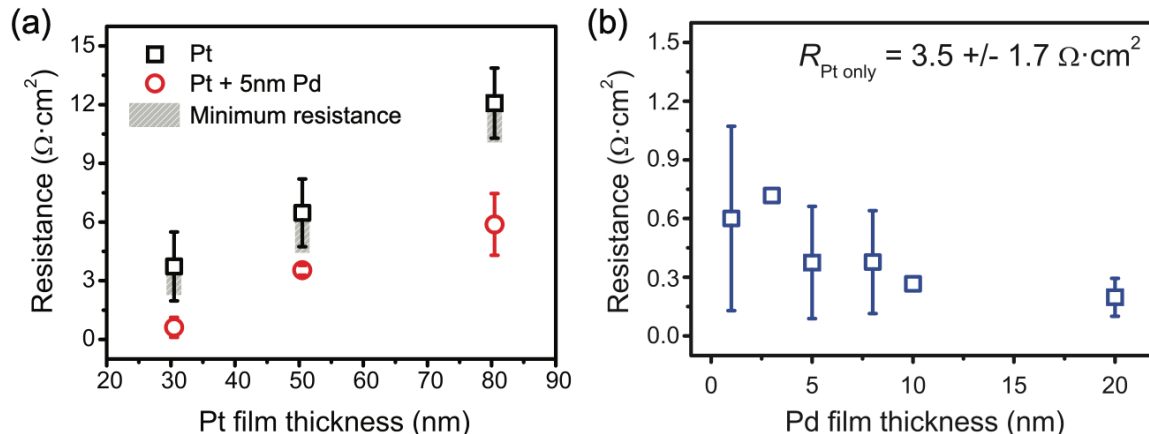 (a)
Resistance (Ω·cm²)
15
12
9
6
3
0
Pt
Pt + 5nm Pd
Minimum resistance
20 30 40 50 60 70 80 90
Pt film thickness (nm)
(b)
Resistance (Ω·cm²)
1.5
1.2
0.9
0.6
0.3
0.0
R_Pt only = 3.5 +/- 1.7 Ω·cm²
0 5 10 15 20
Pd film thickness (nm)